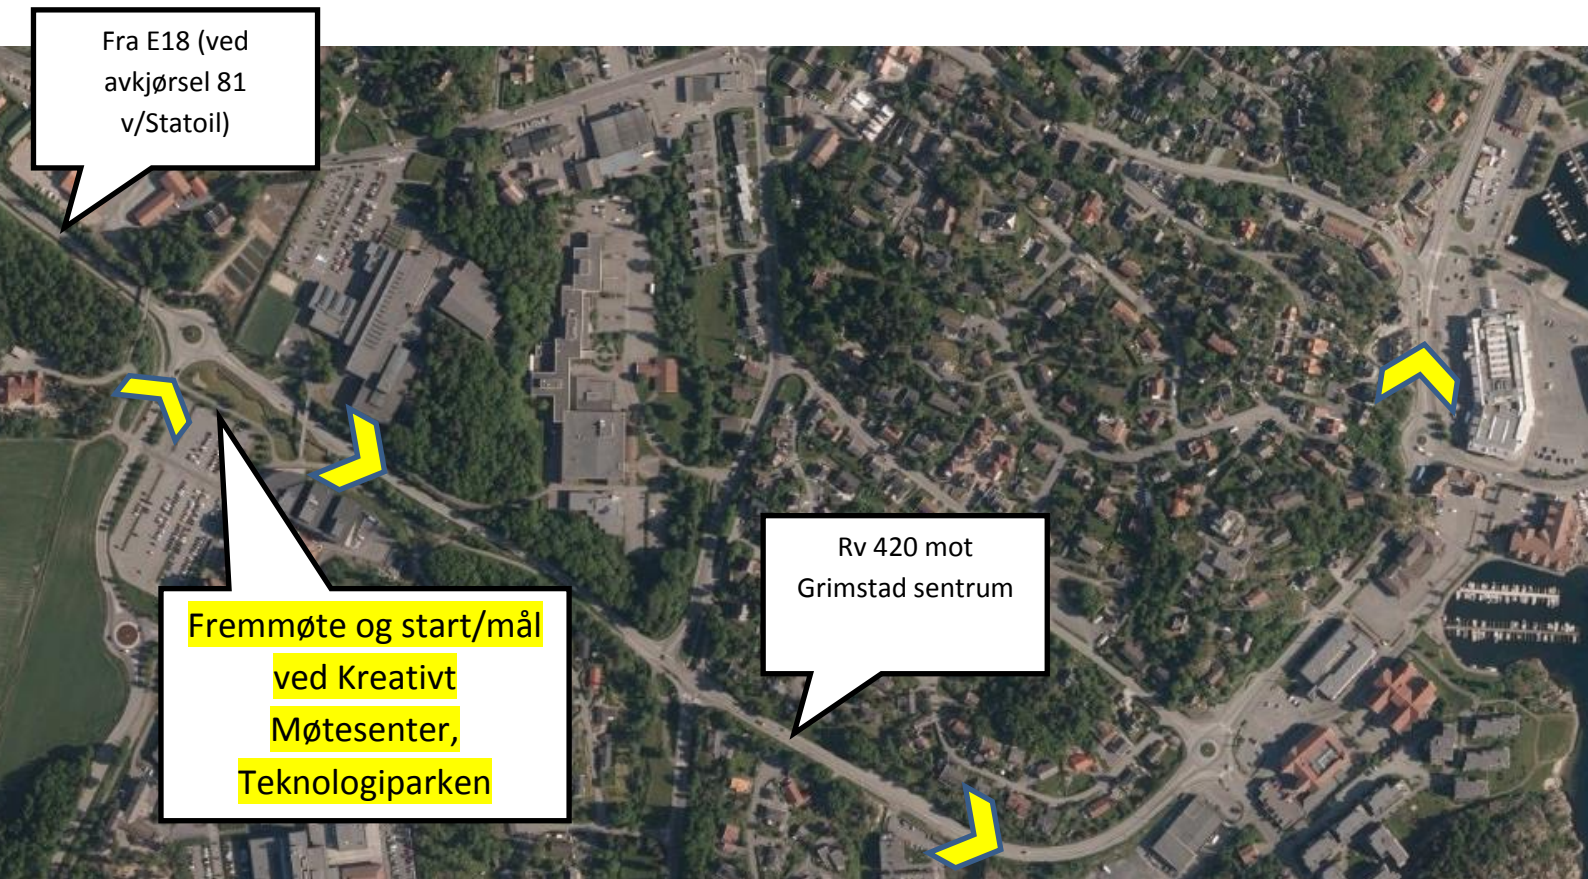 Fra E18 (ved
avkjørsel 81
v/Statoil)
Rv 420 mot
Grimstad sentrum
Fremmøte og start/mål
ved Kreativt
Møtesenter,
Teknologiparken